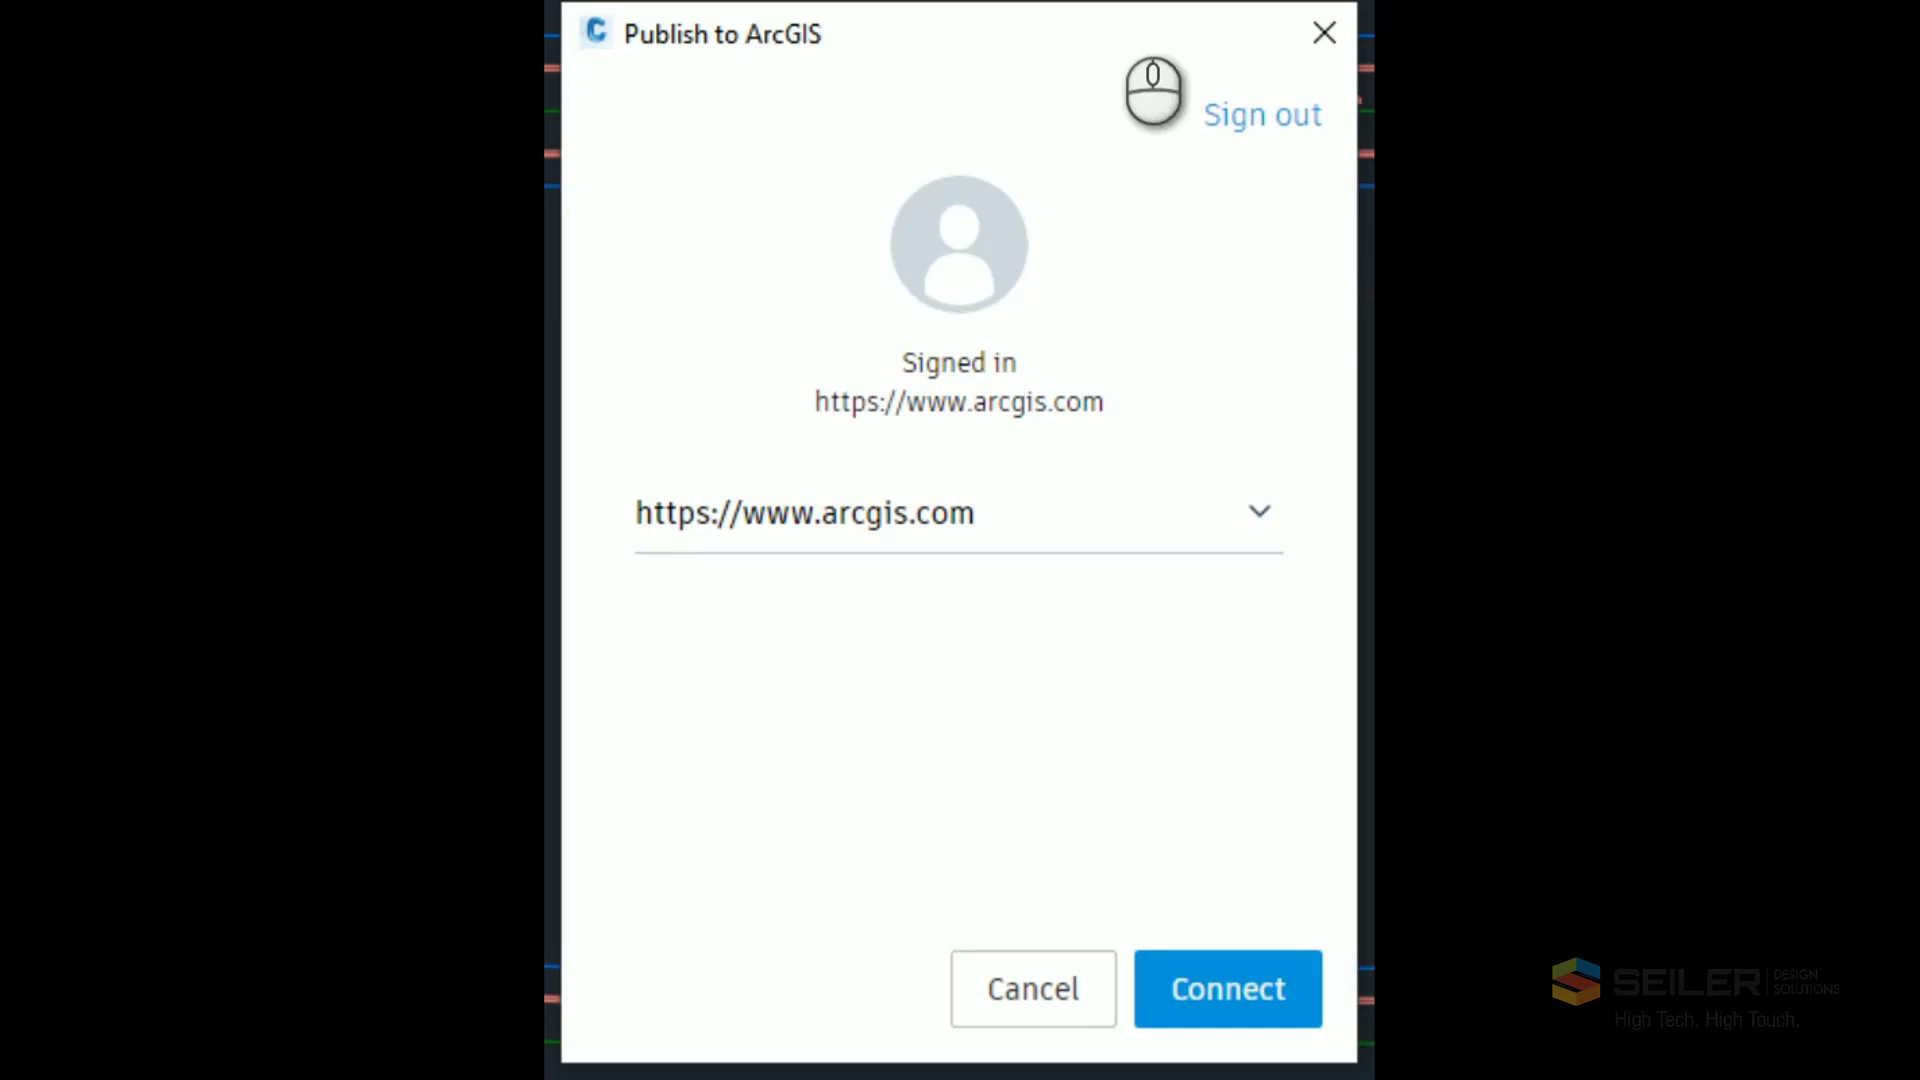 Publish to ArcGIS
Sign out
Signed in
https://www.arcgis.com
https://www.arcgis.com
Cancel
Connect
SEILER DESIGN SOLUTIONS
High Tech. High Touch.